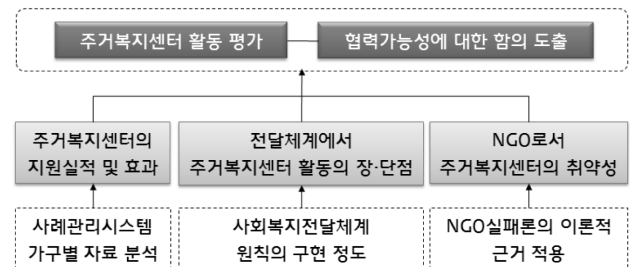 주거복지센터 활동 평가
협력가능성에 대한 함의 도출
주거복지센터의
지원실적 및 효과
전달체계에서
주거복지센터 활동의 장·단점
NGO로서
주거복지센터의 취약성
사례관리시스템
가구별 자료 분석
사회복지전달체계
원칙의 구현 정도
NGO실패론의 이론적
근거 적용